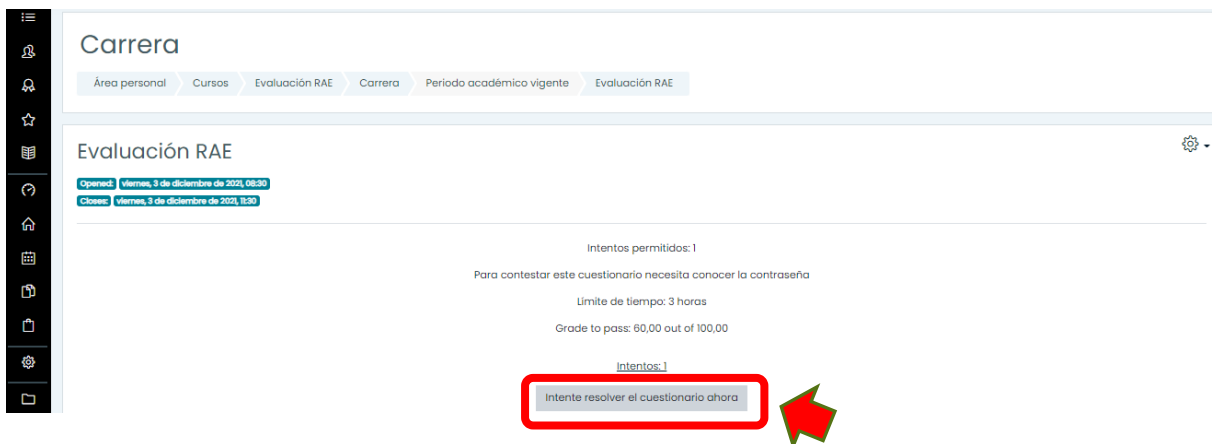 Carrera
Área personal Cursos Evaluación RAE Carrera Periodo académico vigente Evaluación RAE
Evaluación RAE
Opened: viernes, 3 de diciembre de 2021, 08:30
Closes: viernes, 3 de diciembre de 2021, 11:30
Intentos permitidos: 1
Para contestar este cuestionario necesita conocer la contraseña
Límite de tiempo: 3 horas
Grade to pass: 60,00 out of 100,00
Intentos: 1
Intente resolver el cuestionario ahora